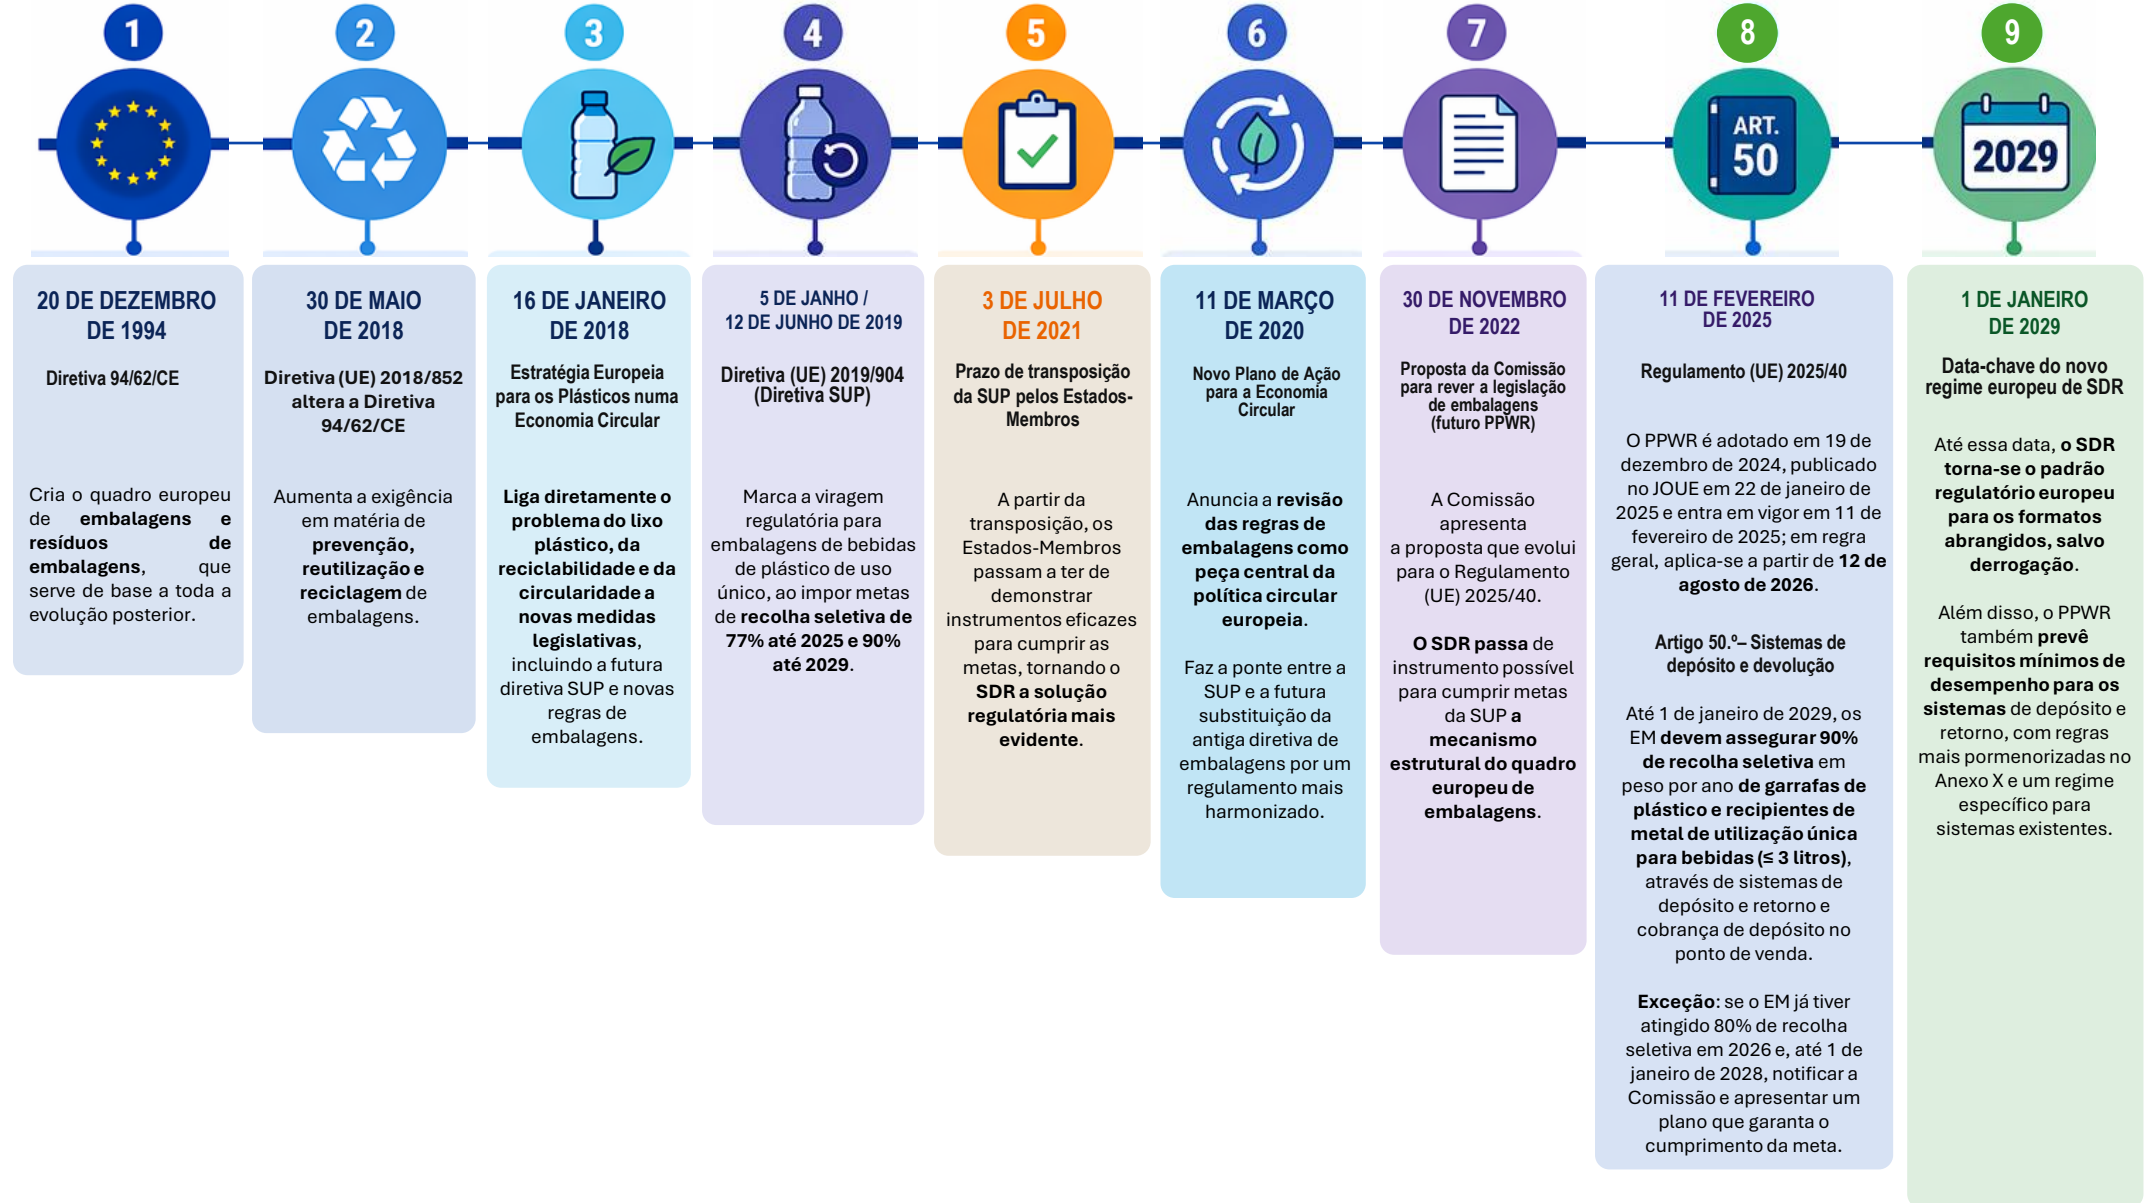 1
20 DE DEZEMBRO
DE 1994
Diretiva 94/62/CE
Cria o quadro europeu
de embalagens e
resíduos de
embalagens, que
serve de base a toda a
evolução posterior.
2
30 DE MAIO
DE 2018
Diretiva (UE) 2018/852
altera a Diretiva
94/62/CE
Aumenta a exigência
em matéria de
prevenção,
reutilização e
reciclagem de
embalagens.
3
16 DE JANEIRO
DE 2018
Estratégia Europeia
para os Plásticos numa
Economia Circular
Liga diretamente o
problema do lixo
plástico, da
reciclabilidade e da
circularidade a
novas medidas
legislativas,
incluindo a futura
diretiva SUP e novas
regras de
embalagens.
4
5 DE JANHO /
12 DE JUNHO DE 2019
Diretiva (UE) 2019/904
(Diretiva SUP)
Marca a viragem
regulatória para
embalagens de bebidas
de plástico de uso
único, ao impor metas
de recolha seletiva de
77% até 2025 e 90%
até 2029.
5
3 DE JULHO
DE 2021
Prazo de transposição
da SUP pelos Estados-
Membros
A partir da
transposição, os
Estados-Membros
passam a ter de
demonstrar
instrumentos eficazes
para cumprir as
metas, tornando o
SDR a solução
regulatória mais
evidente.
6
11 DE MARÇO
DE 2020
Novo Plano de Ação
para a Economia
Circular
Anuncia a revisão
das regras de
embalagens como
peça central da
política circular
europeia.
Faz a ponte entre a
SUP e a futura
substituição da
antiga diretiva de
embalagens por um
regulamento mais
harmonizado.
7
30 DE NOVEMBRO
DE 2022
Proposta da Comissão
para rever a legislação
de embalagens
(futuro PPWR)
A Comissão
apresenta
a proposta que evolui
para o Regulamento
(UE) 2025/40.
O SDR passa de
instrumento possível
para cumprir metas
da SUP a
mecanismo
estrutural do quadro
europeu de
embalagens.
8
ART.
50
11 DE FEVEREIRO
DE 2025
Regulamento (UE) 2025/40
O PPWR é adotado em 19 de
dezembro de 2024, publicado
no JOUE em 22 de janeiro de
2025 e entra em vigor em 11 de
fevereiro de 2025; em regra
geral, aplica-se a partir de 12 de
agosto de 2026.
Artigo 50.º– Sistemas de
depósito e devolução
Até 1 de janeiro de 2029, os
EM devem assegurar 90%
de recolha seletiva em
peso por ano de garrafas de
plástico e recipientes de
metal de utilização única
para bebidas (≤ 3 litros),
através de sistemas de
depósito e retorno e
cobrança de depósito no
ponto de venda.
Exceção: se o EM já tiver
atingido 80% de recolha
seletiva em 2026 e, até 1 de
janeiro de 2028, notificar a
Comissão e apresentar um
plano que garanta o
cumprimento da meta.
9
2029
1 DE JANEIRO
DE 2029
Data-chave do novo
regime europeu de SDR
Até essa data, o SDR
torna-se o padrão
regulatório europeu
para os formatos
abrangidos, salvo
derrogação.
Além disso, o PPWR
também prevê
requisitos mínimos de
desempenho para os
sistemas de depósito e
retorno, com regras
mais pormenorizadas no
Anexo X e um regime
específico para
sistemas existentes.